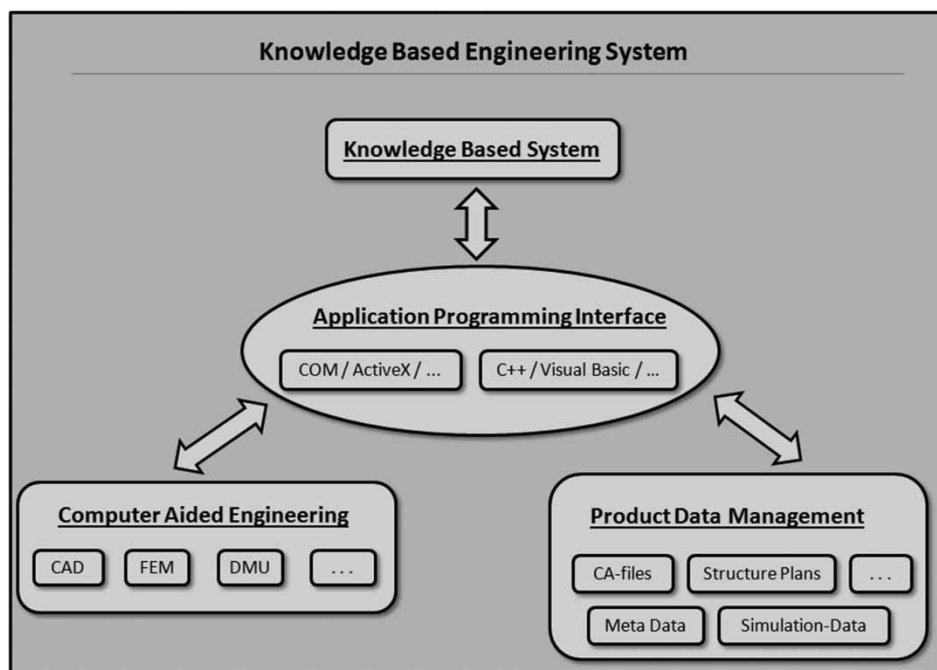 Knowledge Based Engineering System
Knowledge Based System
Application Programming Interface
COM / ActiveX / ...
C++ / Visual Basic / ...
Computer Aided Engineering
CAD
FEM
DMU
. . .
Product Data Management
CA-files
Structure Plans
. . .
Meta Data
Simulation-Data